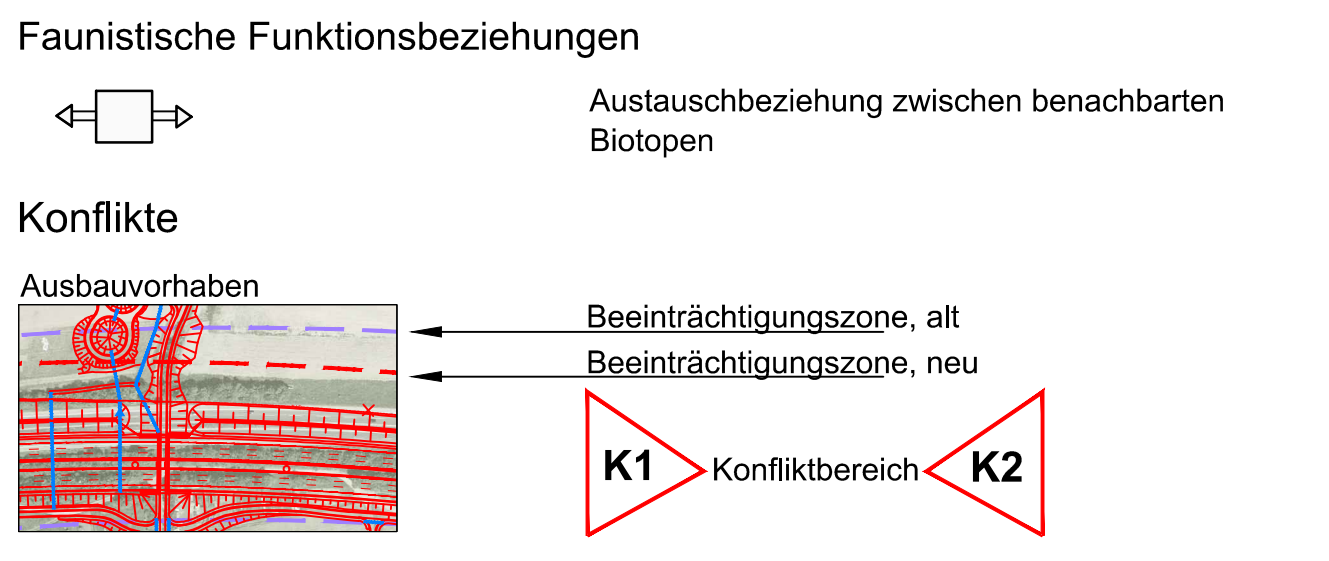 Faunistische Funktionsbeziehungen
Austauschbeziehung zwischen benachbarten
Biotopen
Konflikte
Ausbauvorhaben
Beeinträchtigungszone, alt
Beeinträchtigungszone, neu
K1 Konfliktbereich K2